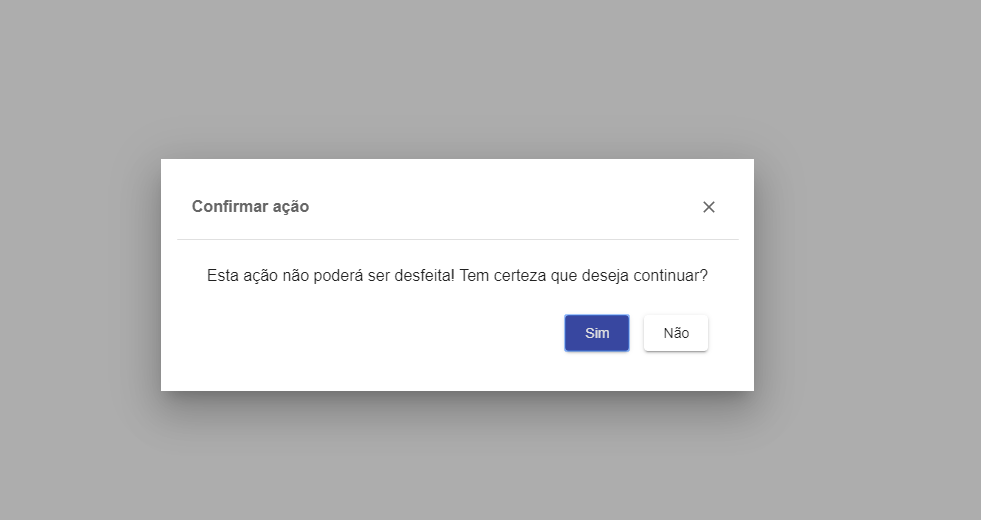 Confirmar ação
Esta ação não poderá ser desfeita! Tem certeza que deseja continuar?
Sim
Não